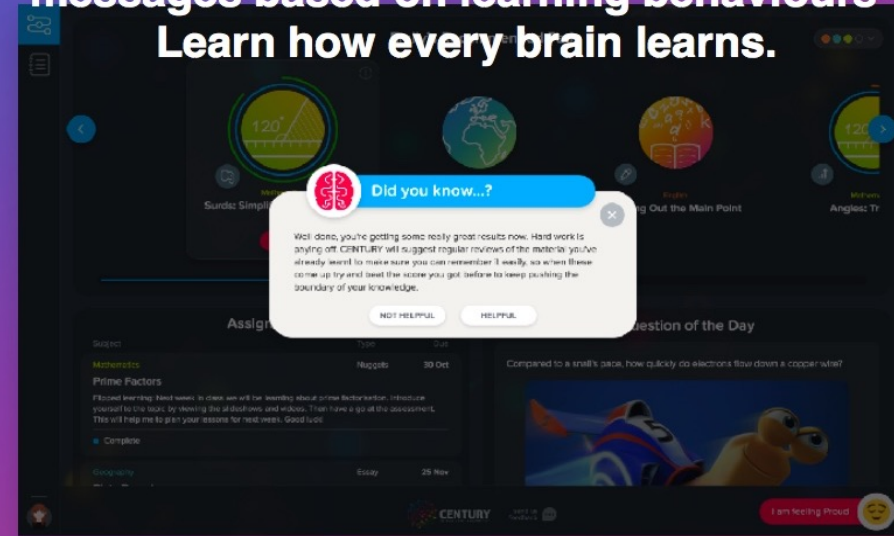 messages based on learning behaviours
Learn how every brain learns.
120°
Surds: Simpli
English
g Out the Main Point
Angles: Tr
Did you know...?
Well done, you're getting some really great results now. Hard work is
paying off. CENTURY will suggest regular reviews of the material you've
already learnt to make sure you can remember it easily, so when these
come up try and beat the score you got before to keep pushing the
boundary of your knowledge.
NOT HELPFUL
HELPFUL
Assign
Subject
Type
Due
Mathematics
Nuggets
30 Oct
Prime Factors
Flipped learning: Next week in class we will be learning about prime factorisation. Introduce
yourself to the topic by viewing the slideshows and videos. Then have a go at the assessment.
This will help me to plan your lessons for next week. Good luck!
Complete
Geography
Essay
25 Nov
estion of the Day
Compared to a snail's pace, how quickly do electrons flow down a copper wire?
5
CENTURY
I am feeling Proud